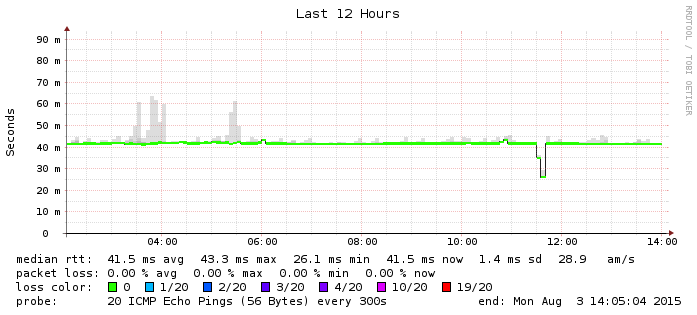 Last 12 Hours
RRDTOOL / TOBI OETIKER
Seconds
90 m
80 m
70 m
60 m
50 m
40 m
30 m
20 m
10 m
0
04:00 06:00 08:00 10:00 12:00 14:00
median rtt: 41.5 ms avg 43.3 ms max 26.1 ms min 41.5 ms now 1.4 ms sd 28.9 am/s
packet loss: 0.00 % avg 0.00 % max 0.00 % min 0.00 % now
loss color: 0 1/20 2/20 3/20 4/20 10/20 19/20
probe: 20 ICMP Echo Pings (56 Bytes) every 300s end: Mon Aug 3 14:05:04 2015